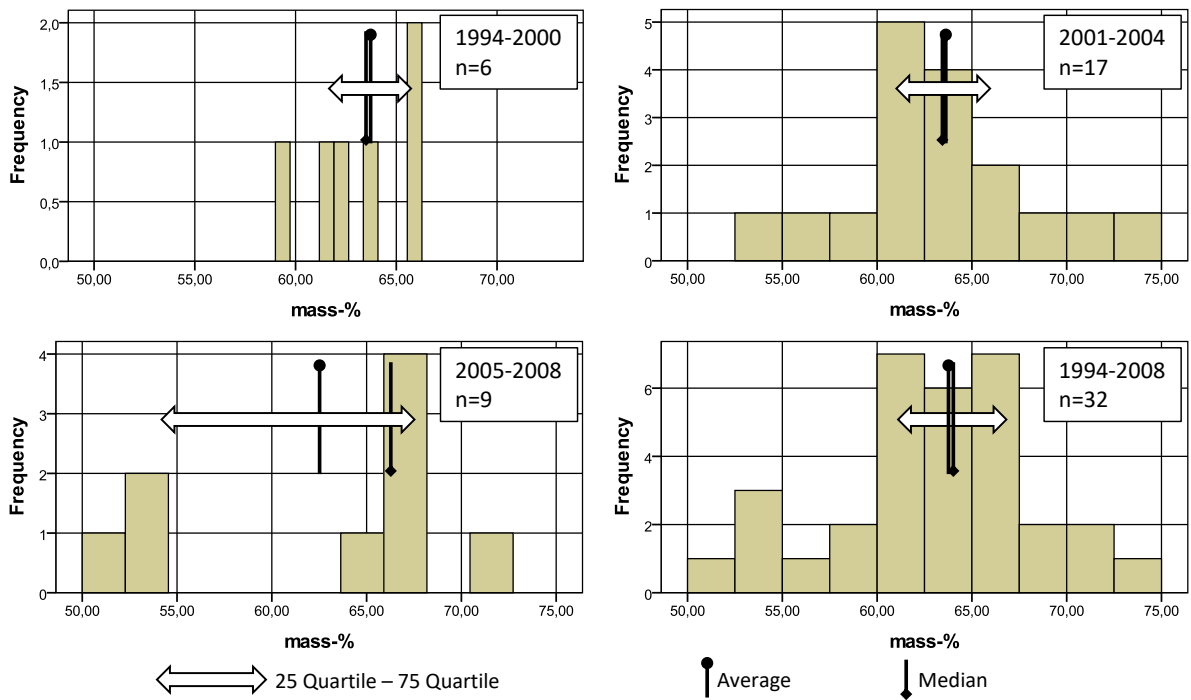 2,0
1,5
1,0
0,5
0,0
Frequency
1994-2000
n=6
50,00 55,00 60,00 65,00 70,00
mass-%
5
4
3
2
1
0
Frequency
2001-2004
n=17
50,00 55,00 60,00 65,00 70,00 75,00
mass-%
4
3
2
1
0
Frequency
2005-2008
n=9
50,00 55,00 60,00 65,00 70,00 75,00
mass-%
6
4
2
0
Frequency
1994-2008
n=32
50,00 55,00 60,00 65,00 70,00 75,00
mass-%
25 Quartile – 75 Quartile Average Median